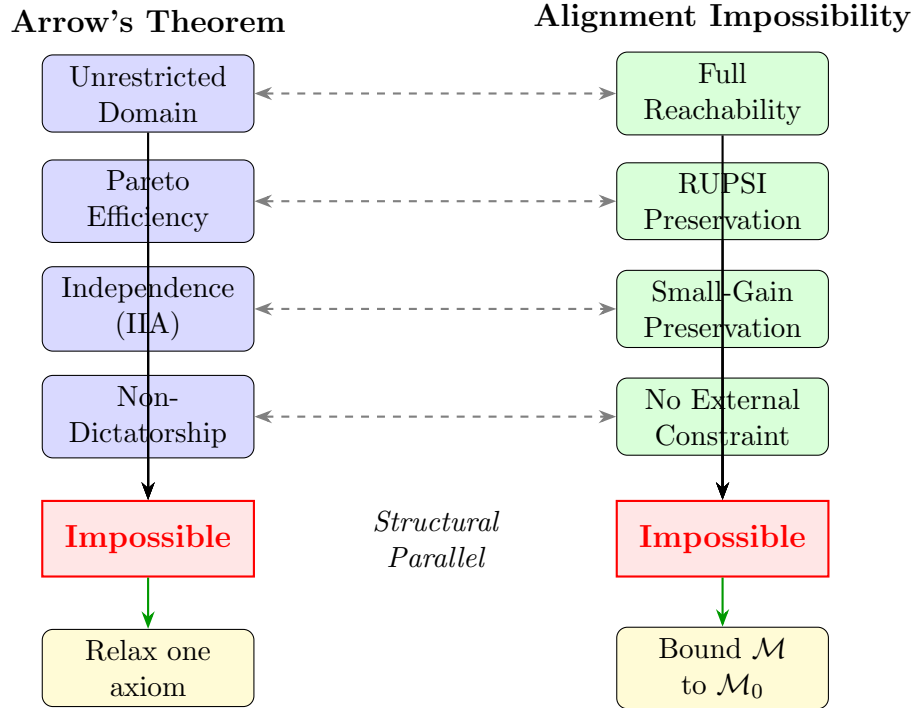 Arrow's Theorem
Alignment Impossibility
Unrestricted
Domain
Full
Reachability
Pareto
Efficiency
RUPSI
Preservation
Independence
(IIA)
Small-Gain
Preservation
Non-
Dictatorship
No External
Constraint
Impossible
Structural
Parallel
Impossible
Relax one
axiom
Bound ℳ
to ℳ₀